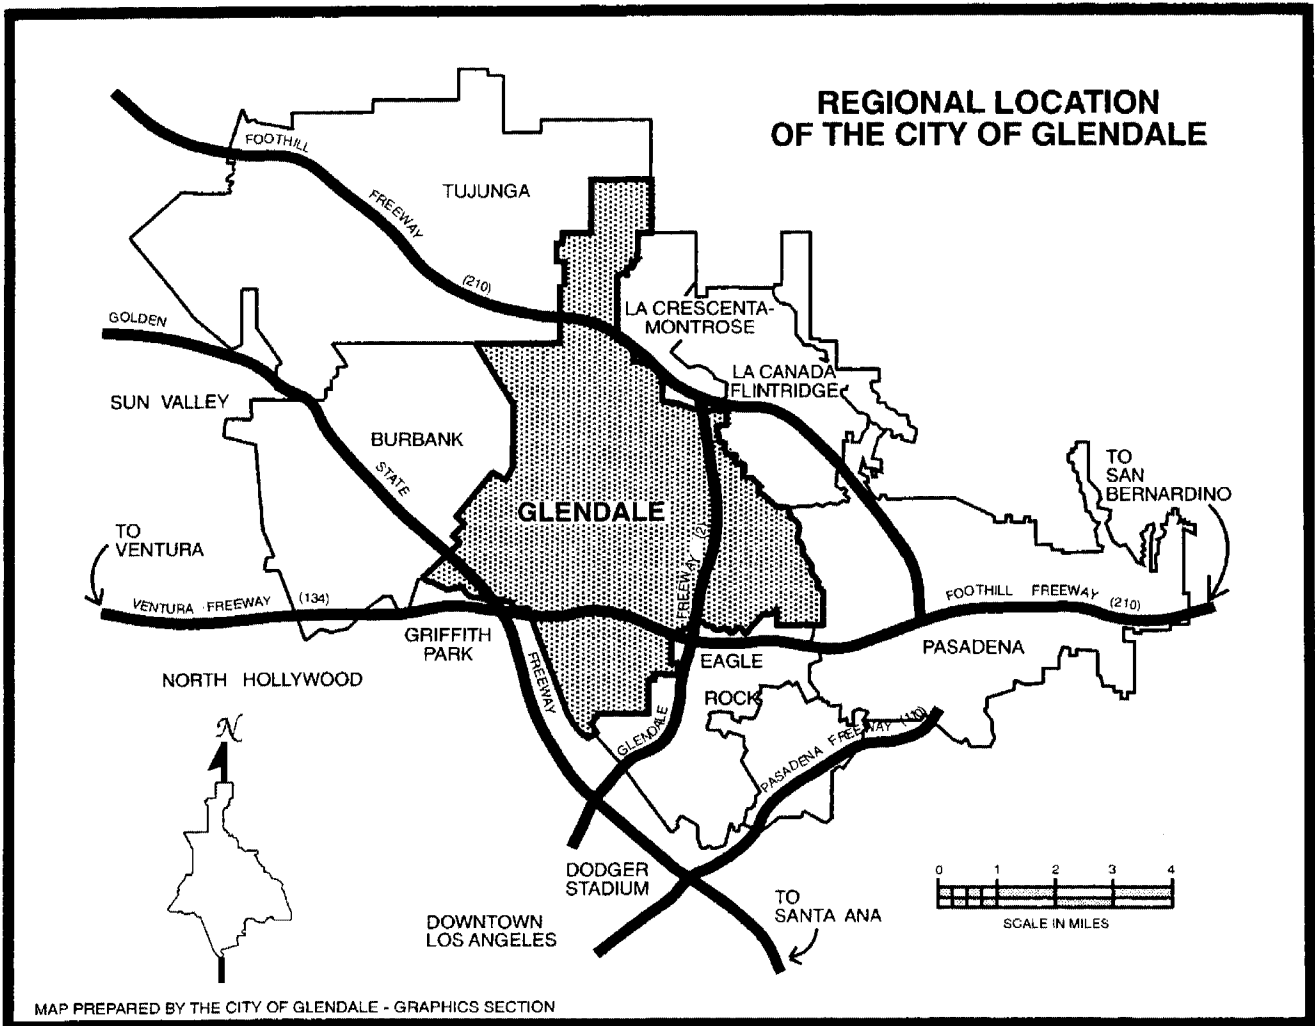 REGIONAL LOCATION
OF THE CITY OF GLENDALE
FOOTHILL
FREEWAY
(210)
TUJUNGA
LA CRESCENTA-
MONTROSE
GOLDEN
STATE
FREEWAY
SUN VALLEY
LA CANADA
FLINTRIDGE
BURBANK
GLENDALE
TO
SAN
BERNARDINO
TO
VENTURA
VENTURA FREEWAY (134)
FREEWAY (2)
FOOTHILL FREEWAY (210)
GRIFFITH
PARK
EAGLE
ROCK
PASADENA
NORTH HOLLYWOOD
GLENDALE
PASADENA FREEWAY (110)
N
DODGER
STADIUM
DOWNTOWN
LOS ANGELES
TO
SANTA ANA
0 1 2 3 4
SCALE IN MILES
MAP PREPARED BY THE CITY OF GLENDALE - GRAPHICS SECTION